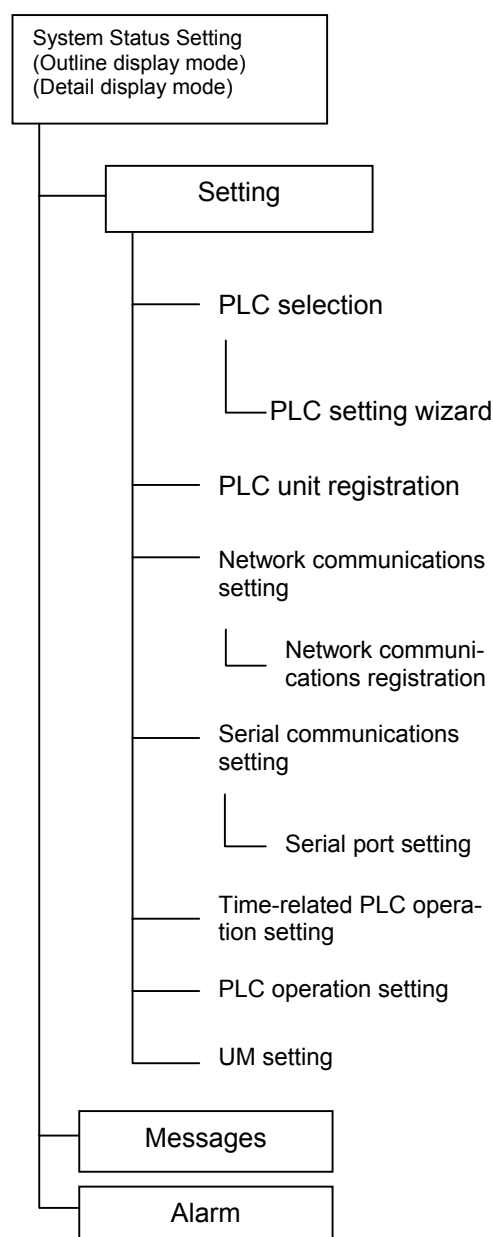 System Status Setting
(Outline display mode)
(Detail display mode)
Setting
PLC selection
PLC setting wizard
PLC unit registration
Network communications
setting
Network communi-
cations registration
Serial communications
setting
Serial port setting
Time-related PLC opera-
tion setting
PLC operation setting
UM setting
Messages
Alarm